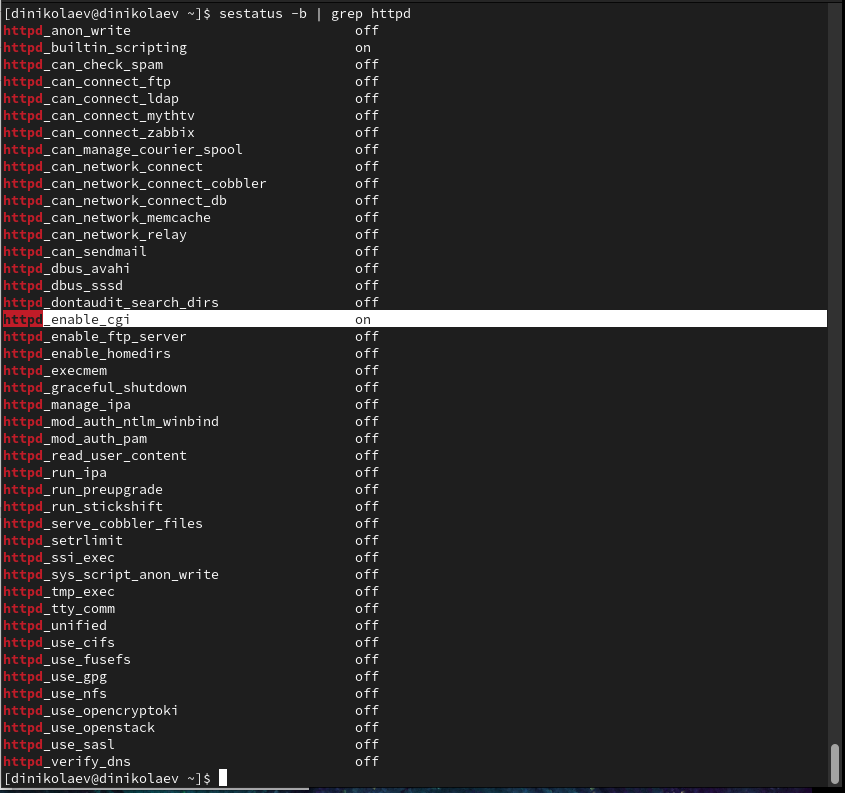 [dinikolaev@dinikolaev ~]$ sestatus -b | grep httpd
httpd_anon_write off
httpd_builtin_scripting on
httpd_can_check_spam off
httpd_can_connect_ftp off
httpd_can_connect_ldap off
httpd_can_connect_mythtv off
httpd_can_connect_zabbix off
httpd_can_manage_courier_spool off
httpd_can_network_connect off
httpd_can_network_connect_cobbler off
httpd_can_network_connect_db off
httpd_can_network_memcache off
httpd_can_network_relay off
httpd_can_sendmail off
httpd_dbus_avahi off
httpd_dbus_sssd off
httpd_dontaudit_search_dirs off
httpd_enable_cgi on
httpd_enable_ftp_server off
httpd_enable_homedirs off
httpd_execmem off
httpd_graceful_shutdown off
httpd_manage_ipa off
httpd_mod_auth_ntlm_winbind off
httpd_mod_auth_pam off
httpd_read_user_content off
httpd_run_ipa off
httpd_run_preupgrade off
httpd_run_stickshift off
httpd_serve_cobbler_files off
httpd_setrlimit off
httpd_ssi_exec off
httpd_sys_script_anon_write off
httpd_tmp_exec off
httpd_tty_comm off
httpd_unified off
httpd_use_cifs off
httpd_use_fusefs off
httpd_use_gpg off
httpd_use_nfs off
httpd_use_opencryptoki off
httpd_use_openstack off
httpd_use_sasl off
httpd_verify_dns off
[dinikolaev@dinikolaev ~]$